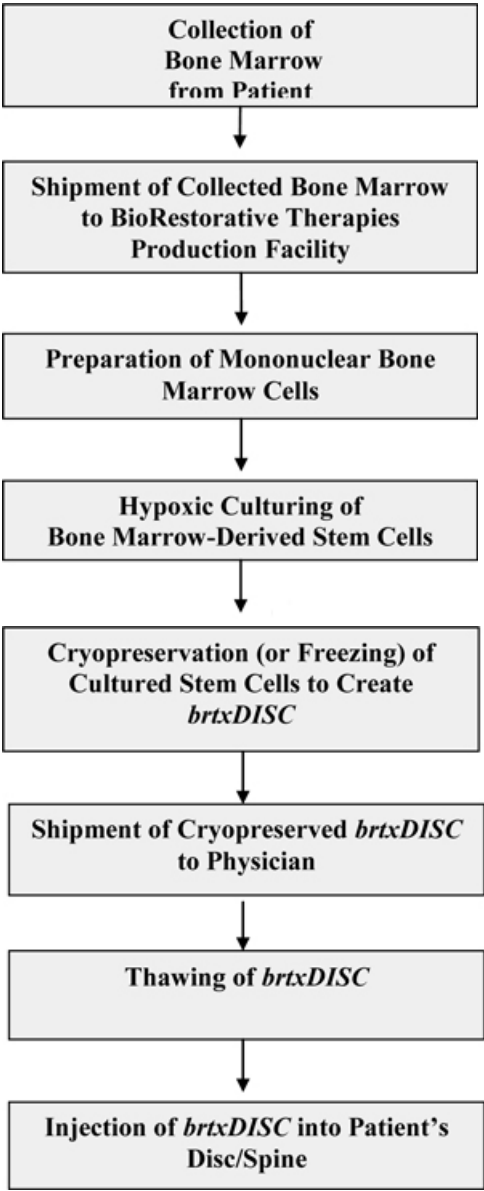 Collection of
Bone Marrow
from Patient
Shipment of Collected Bone Marrow
to BioRestorative Therapies
Production Facility
Preparation of Mononuclear Bone
Marrow Cells
Hypoxic Culturing of
Bone Marrow-Derived Stem Cells
Cryopreservation (or Freezing) of
Cultured Stem Cells to Create
brtxDISC
Shipment of Cryopreserved brtxDISC
to Physician
Thawing of brtxDISC
Injection of brtxDISC into Patient’s
Disc/Spine